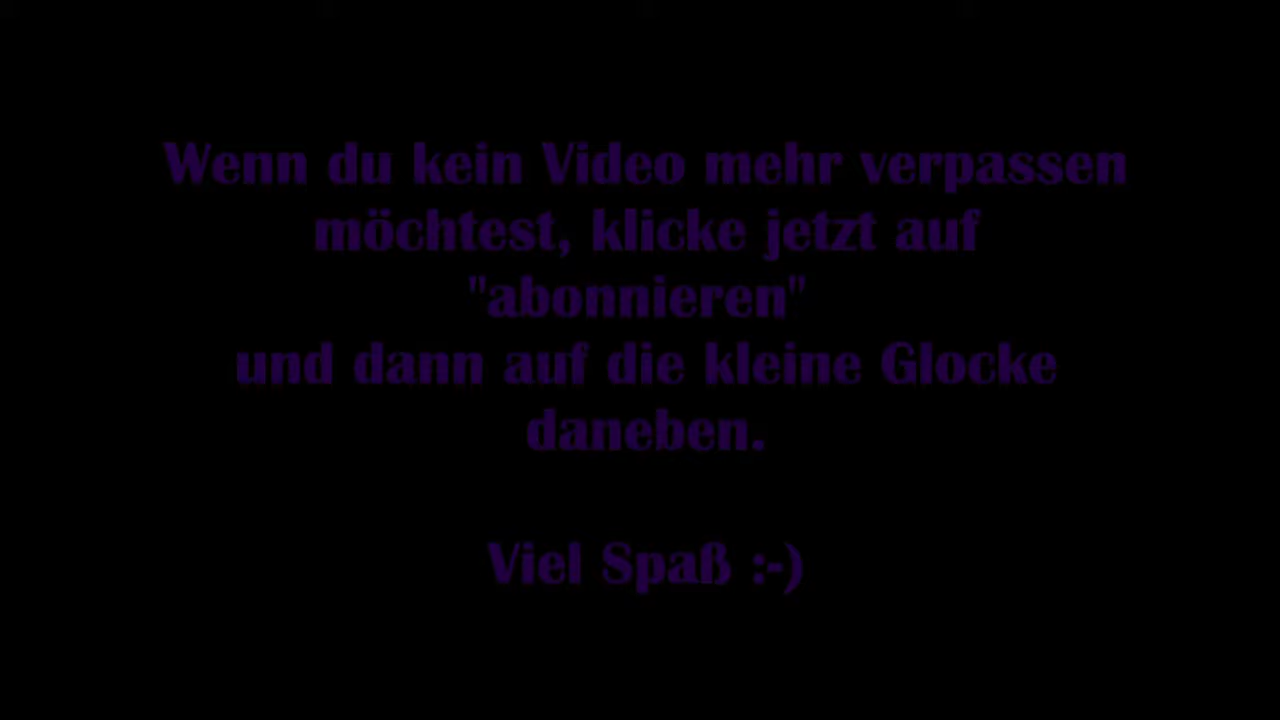 Wenn du kein Video mehr verpassen
möchtest, klicke jetzt auf
"abonnieren"
und dann auf die kleine Glocke
daneben.
Viel Spaß :-)